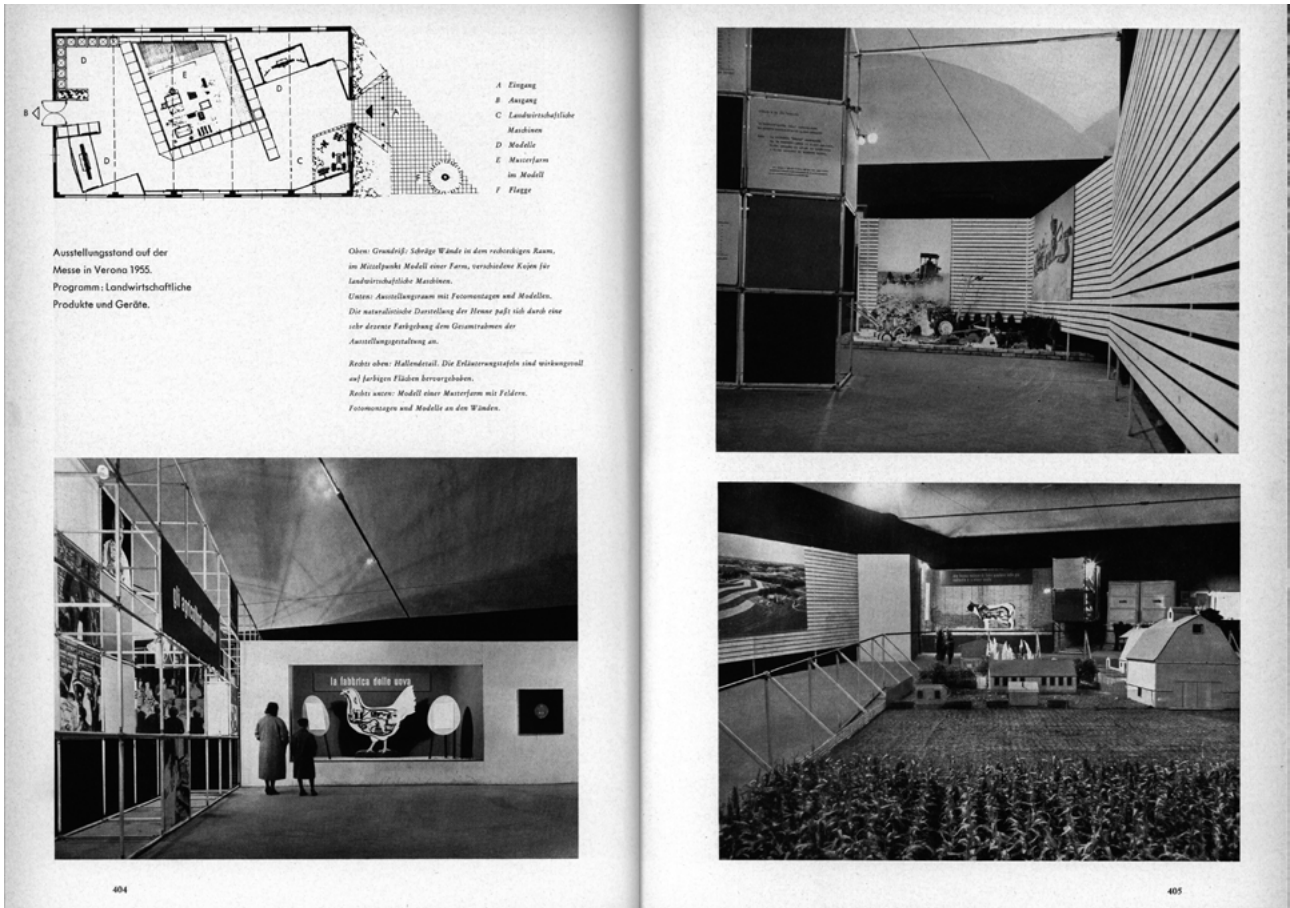 D
E
D
A
B
D
C
F
A Eingang
B Ausgang
C Landwirtschaftliche
Maschinen
D Modelle
E Musterfarm
im Modell
F Flagge
Ausstellungsstand auf der
Messe in Verona 1955.
Programm: Landwirtschaftliche
Produkte und Geräte.
Oben: Grundriß: Schräge Wände in dem rechteckigen Raum,
im Mittelpunkt Modell einer Farm, verschiedene Kojen für
landwirtschaftliche Maschinen.
Unten: Ausstellungsraum mit Fotomontagen und Modellen.
Die naturalistische Darstellung der Henne paßt sich durch eine
sehr dezente Farbgebung dem Gesamtrahmen der
Ausstellungsgestaltung an.
Rechts oben: Hallendetail. Die Erläuterungstafeln sind wirkungsvoll
auf farbigen Flächen hervorgehoben.
Rechts unten: Modell einer Musterfarm mit Feldern.
Fotomontagen und Modelle an den Wänden.
gli agricoltori
la fabbrica delle uova
404
405